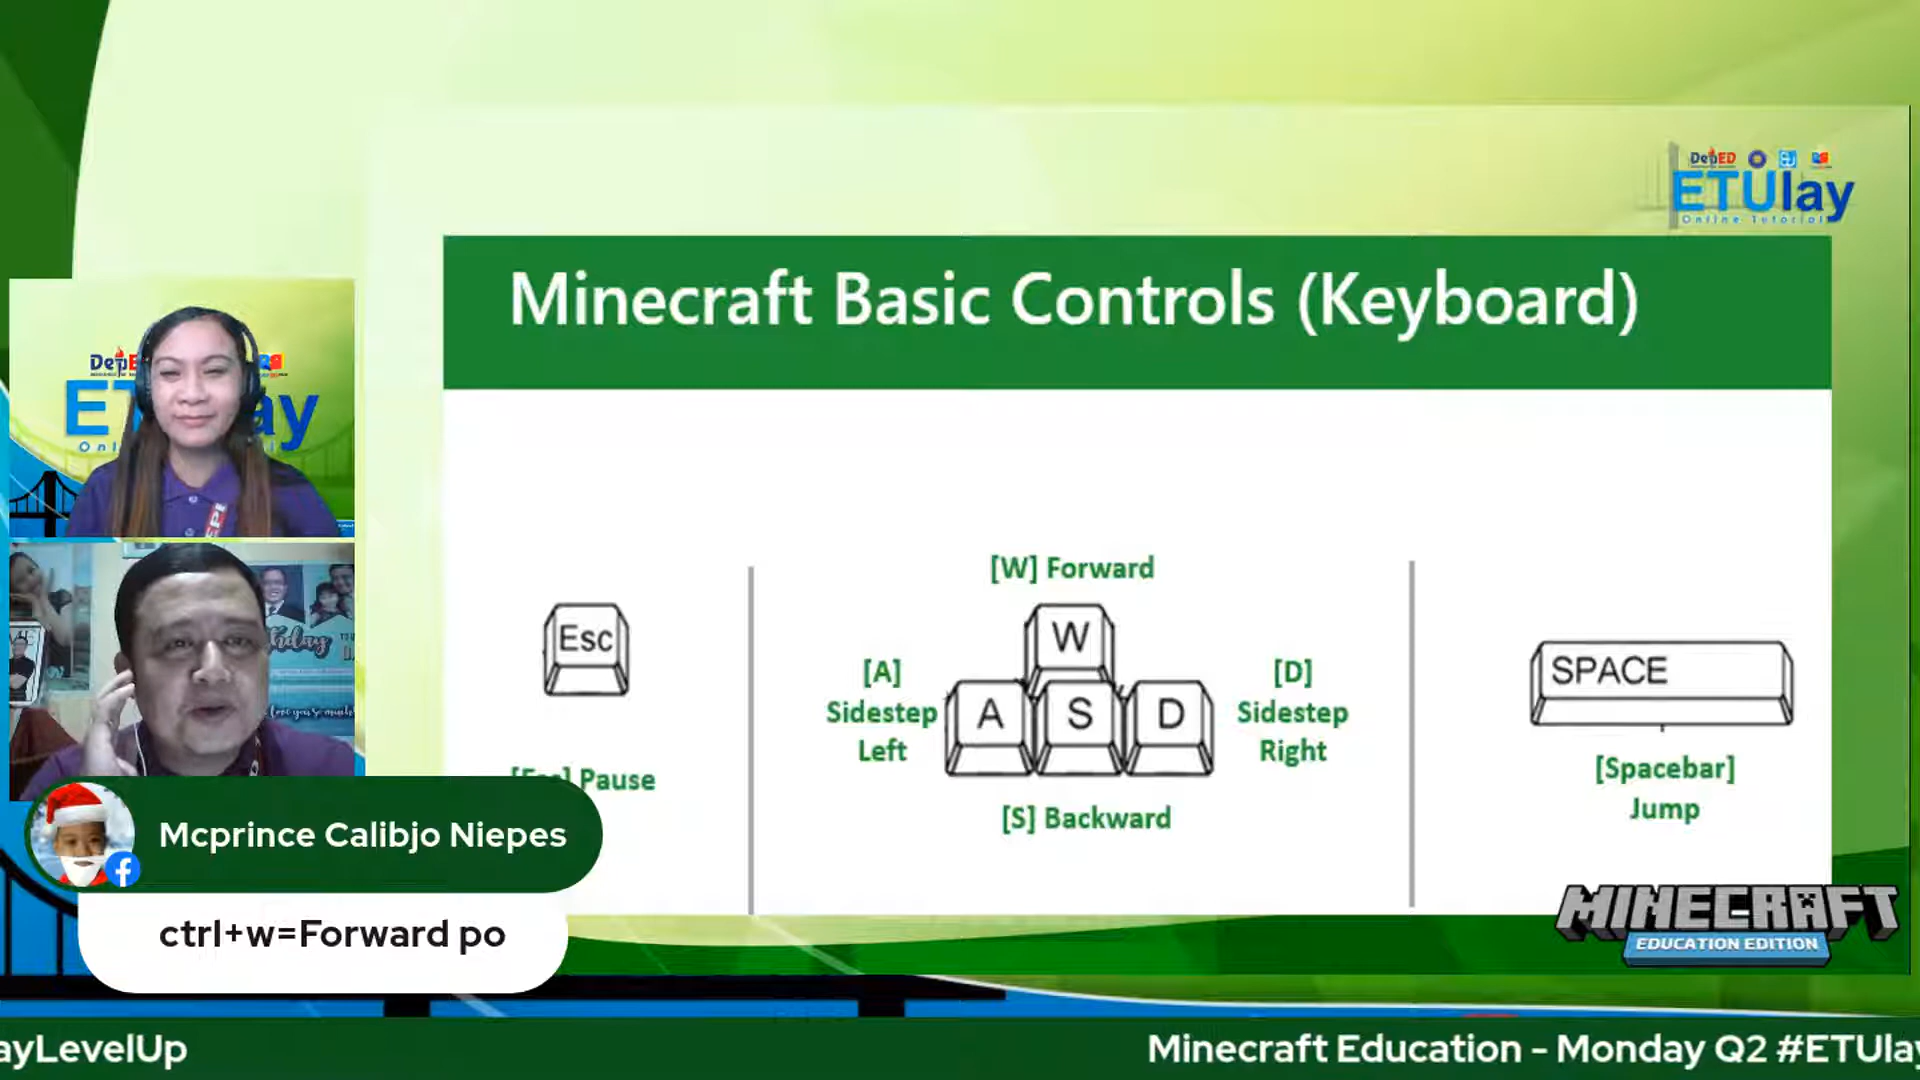 DepED
ETUlay
Online Tutorial
Minecraft Basic Controls (Keyboard)
[W] Forward
Esc
W
[A]
Sidestep
Left
A
S
D
[D]
Sidestep
Right
SPACE
[Spacebar]
Jump
Pause
[S] Backward
Mcprince Calibjo Niepes
ctrl+w=Forward po
MINECRAFT
EDUCATION EDITION
ayLevelUp
Minecraft Education - Monday Q2 #ETUlay